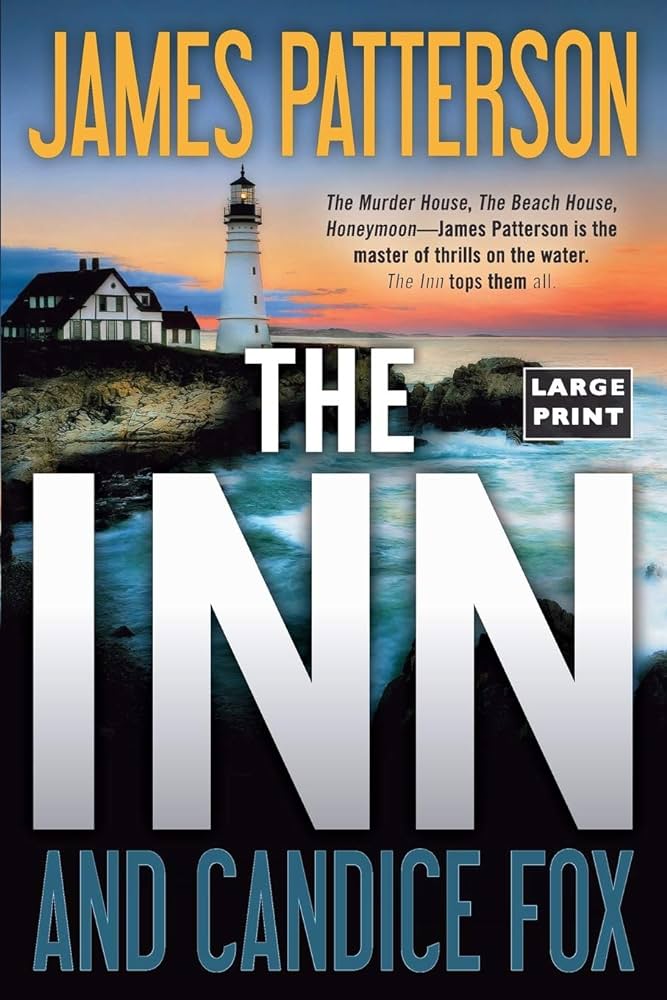 JAMES PATTERSON
The Murder House, The Beach House,
Honeymoon—James Patterson is the
master of thrills on the water.
The Inn tops them all.
THE
LARGE
PRINT
INN
AND CANDICE FOX